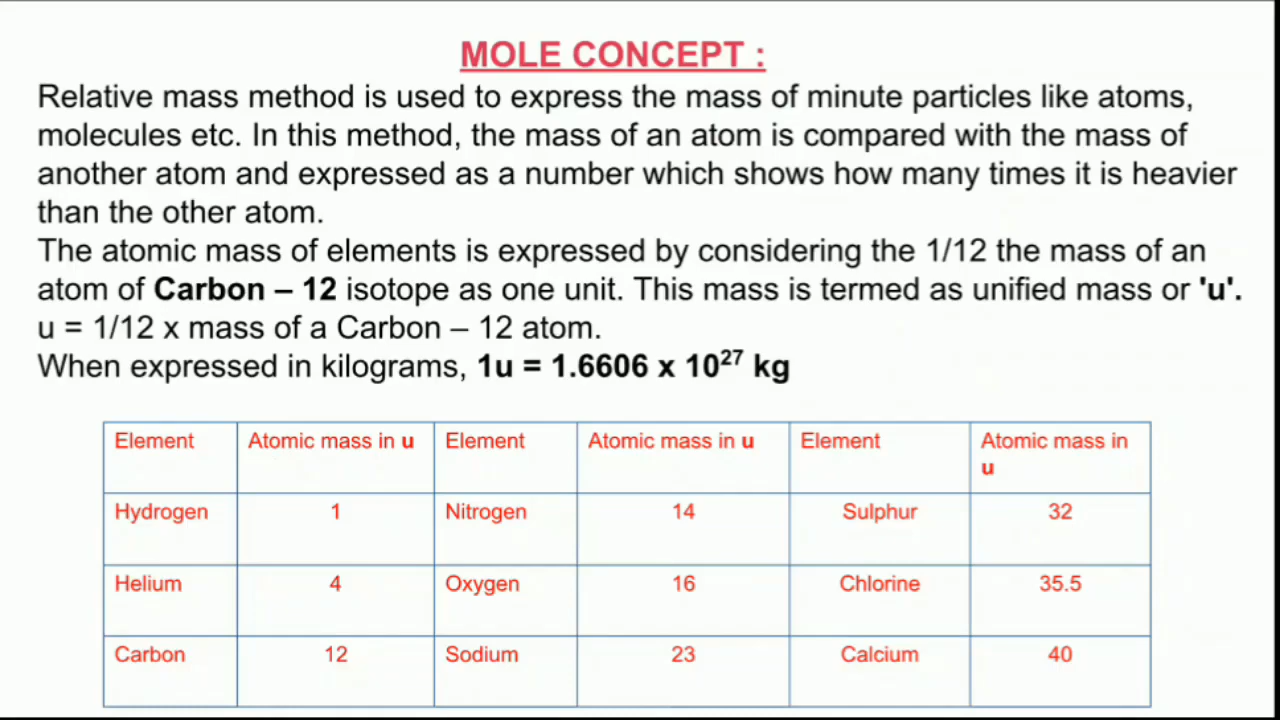 MOLE CONCEPT :
Relative mass method is used to express the mass of minute particles like atoms,
molecules etc. In this method, the mass of an atom is compared with the mass of
another atom and expressed as a number which shows how many times it is heavier
than the other atom.
The atomic mass of elements is expressed by considering the 1/12 the mass of an
atom of Carbon – 12 isotope as one unit. This mass is termed as unified mass or 'u'.
u = 1/12 x mass of a Carbon – 12 atom.
When expressed in kilograms, 1u = 1.6606 x 10²⁷ kg
Element Atomic mass in u Element Atomic mass in u Element Atomic mass in
u
Hydrogen 1 Nitrogen 14 Sulphur 32
Helium 4 Oxygen 16 Chlorine 35.5
Carbon 12 Sodium 23 Calcium 40